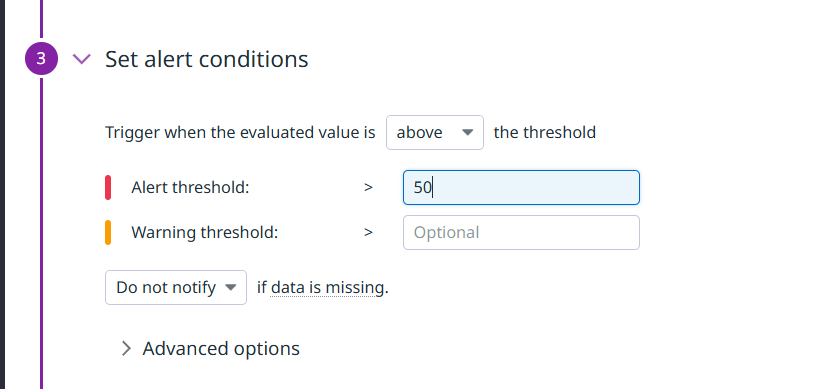 3 Set alert conditions
Trigger when the evaluated value is above the threshold
Alert threshold: > 50
Warning threshold: > Optional
Do not notify if data is missing.
Advanced options